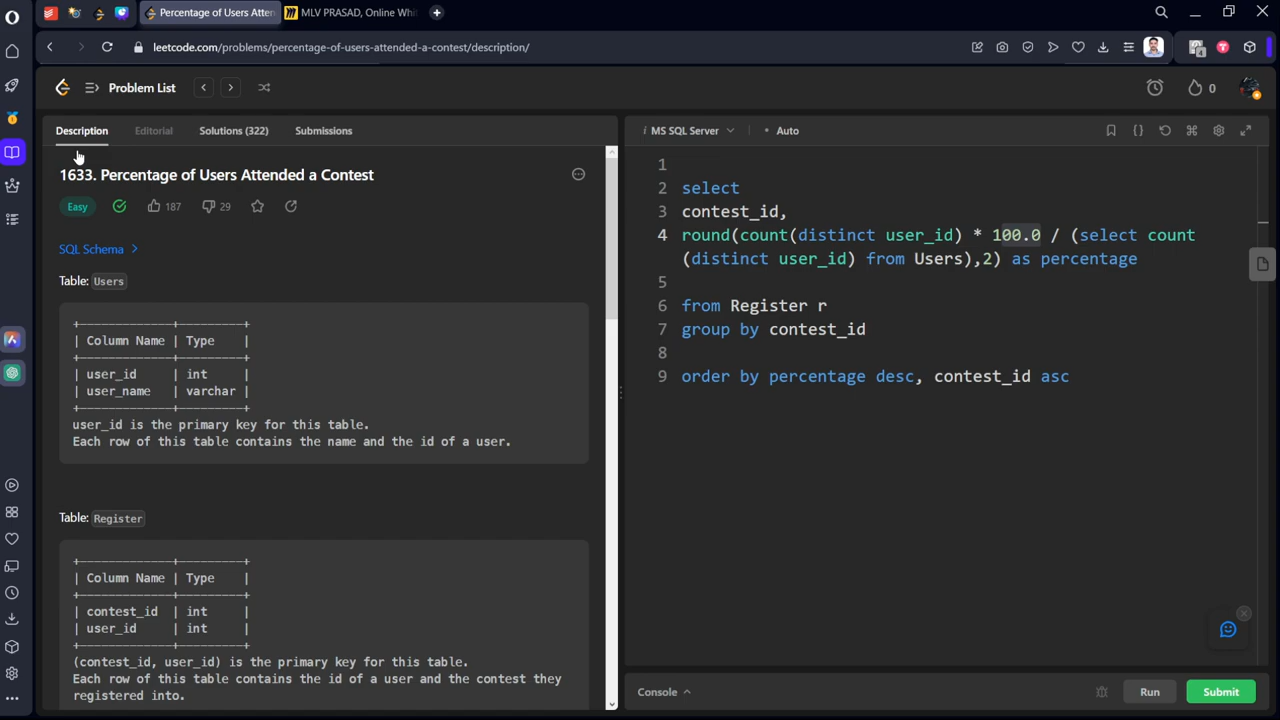 Percentage of Users Atten
MLV PRASAD, Online Whit
leetcode.com/problems/percentage-of-users-attended-a-contest/description/
4
Problem List
0
Description Editorial Solutions (322) Submissions
1633. Percentage of Users Attended a Contest
Easy 187 29
SQL Schema
Table: Users
+-------------+---------+
| Column Name | Type    |
+-------------+---------+
| user_id     | int     |
| user_name   | varchar |
+-------------+---------+
user_id is the primary key for this table.
Each row of this table contains the name and the id of a user.
Table: Register
+-------------+---------+
| Column Name | Type    |
+-------------+---------+
| contest_id  | int     |
| user_id     | int     |
+-------------+---------+
(contest_id, user_id) is the primary key for this table.
Each row of this table contains the id of a user and the contest they
registered into.
i MS SQL Server • Auto
1
2 select
3 contest_id,
4 round(count(distinct user_id) * 100.0 / (select count
(distinct user_id) from Users),2) as percentage
5
6 from Register r
7 group by contest_id
8
9 order by percentage desc, contest_id asc
Console
Run
Submit